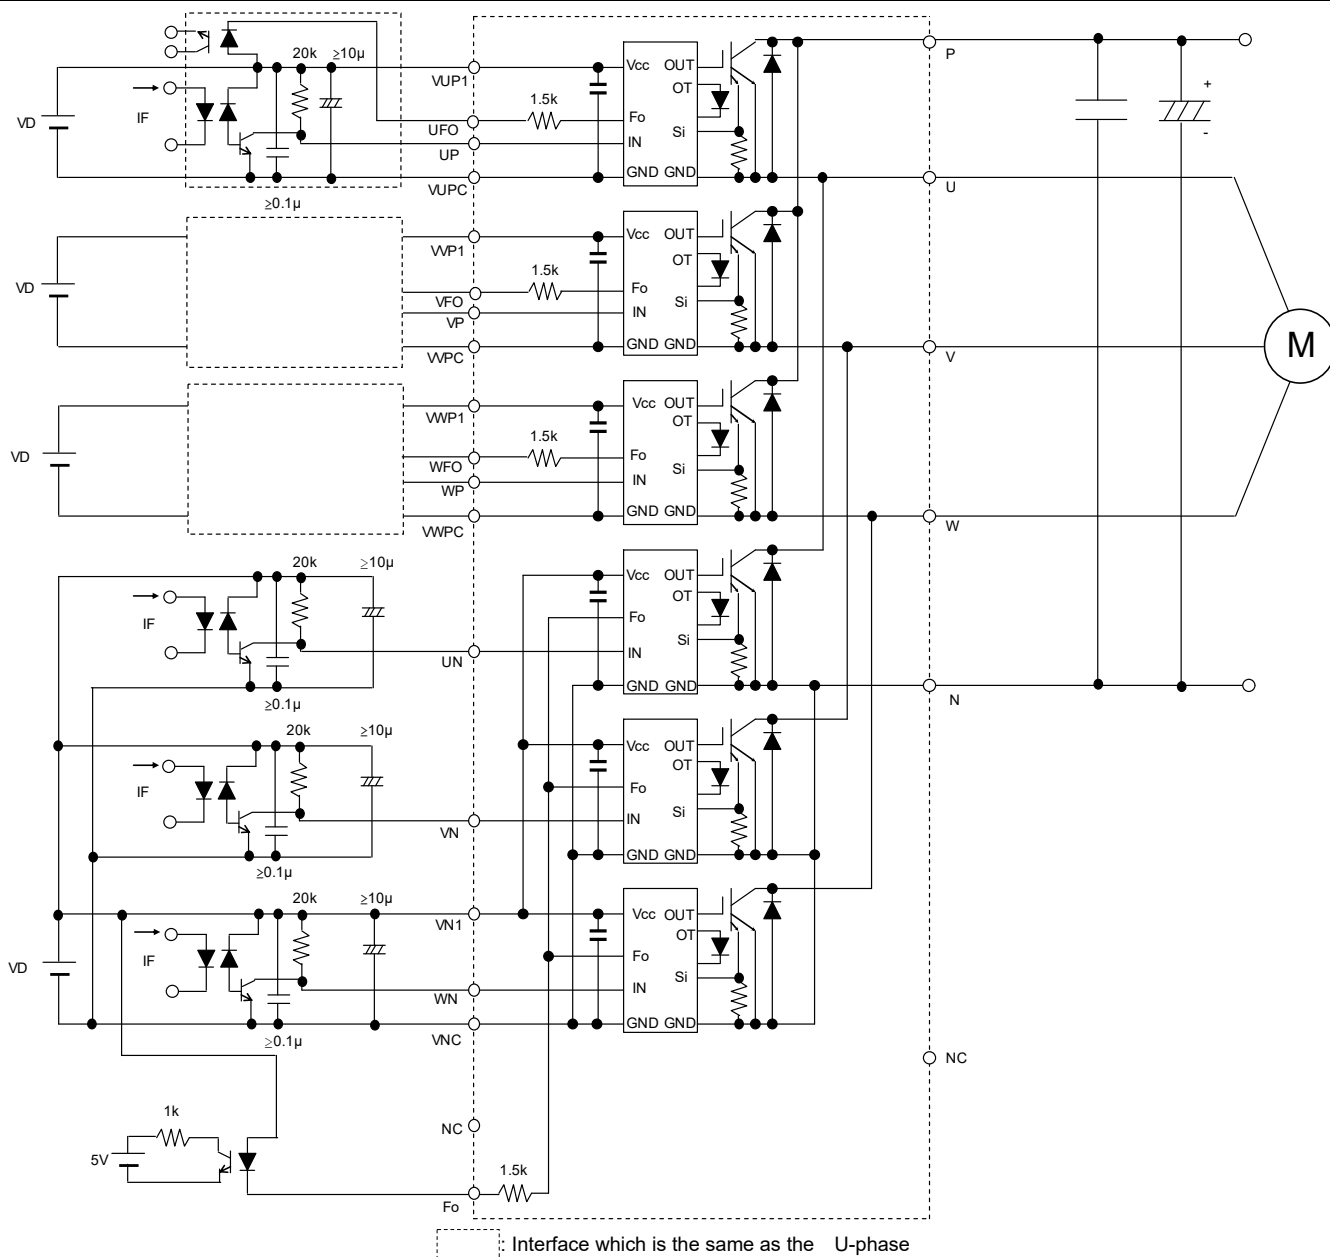 20k
≥10μ
VD
IF
≥0.1μ
VUP1
UFO
UP
VUPC
1.5k
Vcc
OUT
OT
Fo
Si
IN
GND
GND
P
+
-
U
VD
VVP1
VFO
VP
VVPC
1.5k
Vcc
OUT
OT
Fo
Si
IN
GND
GND
V
M
VD
VWP1
WFO
WP
VWPC
1.5k
Vcc
OUT
OT
Fo
Si
IN
GND
GND
W
20k
≥10μ
IF
≥0.1μ
UN
Vcc
OUT
OT
Fo
Si
IN
GND
GND
N
20k
≥10μ
IF
≥0.1μ
VN
Vcc
OUT
OT
Fo
Si
IN
GND
GND
20k
≥10μ
VD
IF
≥0.1μ
VN1
WN
VNC
Vcc
OUT
OT
Fo
Si
IN
GND
GND
NC
NC
1k
5V
1.5k
Fo
: Interface which is the same as the U-phase